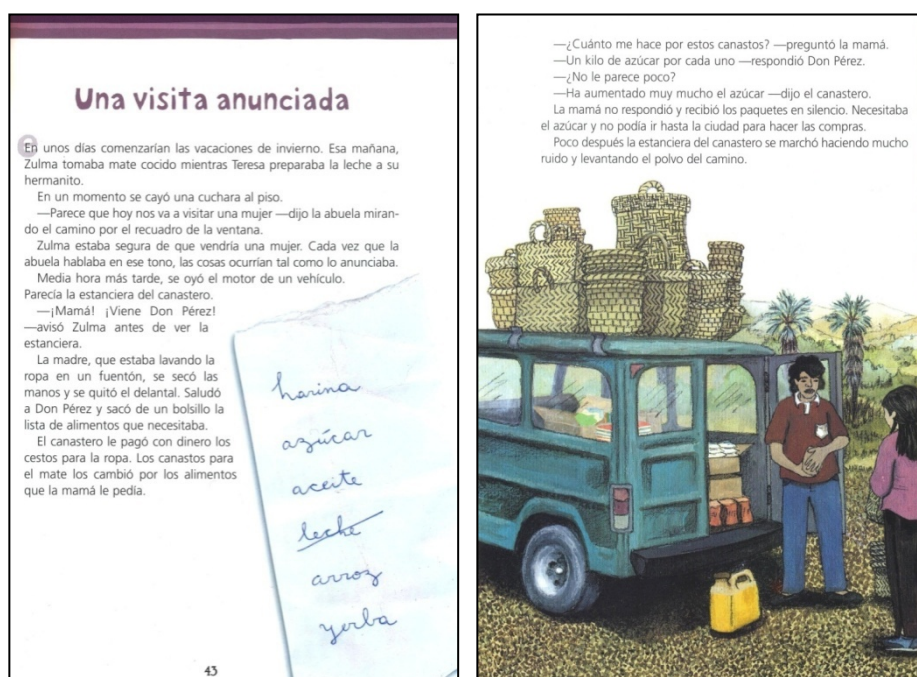 Una visita anunciada
En unos días comenzarían las vacaciones de invierno. Esa mañana,
Zulma tomaba mate cocido mientras Teresa preparaba la leche a su
hermanito.
En un momento se cayó una cuchara al piso.
—Parece que hoy nos va a visitar una mujer —dijo la abuela miran-
do el camino por el recuadro de la ventana.
Zulma estaba segura de que vendría una mujer. Cada vez que la
abuela hablaba en ese tono, las cosas ocurrían tal como lo anunciaba.
Media hora más tarde, se oyó el motor de un vehículo.
Parecía la estanciera del canastero.
—¡Mamá! ¡Viene Don Pérez!
—avisó Zulma antes de ver la
estanciera.
La madre, que estaba lavando la
ropa en un fuentón, se secó las
manos y se quitó el delantal. Saludó
a Don Pérez y sacó de un bolsillo la
lista de alimentos que necesitaba.
El canastero le pagó con dinero los
cestos para la ropa. Los canastos para
el mate los cambió por los alimentos
que la mamá le pedía.
harina
azúcar
aceite
leche
arroz
yerba
43
—¿Cuánto me hace por estos canastos? —preguntó la mamá.
—Un kilo de azúcar por cada uno —respondió Don Pérez.
—¿No le parece poco?
—Ha aumentado muy mucho el azúcar —dijo el canastero.
La mamá no respondió y recibió los paquetes en silencio. Necesitaba
el azúcar y no podía ir hasta la ciudad para hacer las compras.
Poco después la estanciera del canastero se marchó haciendo mucho
ruido y levantando el polvo del camino.